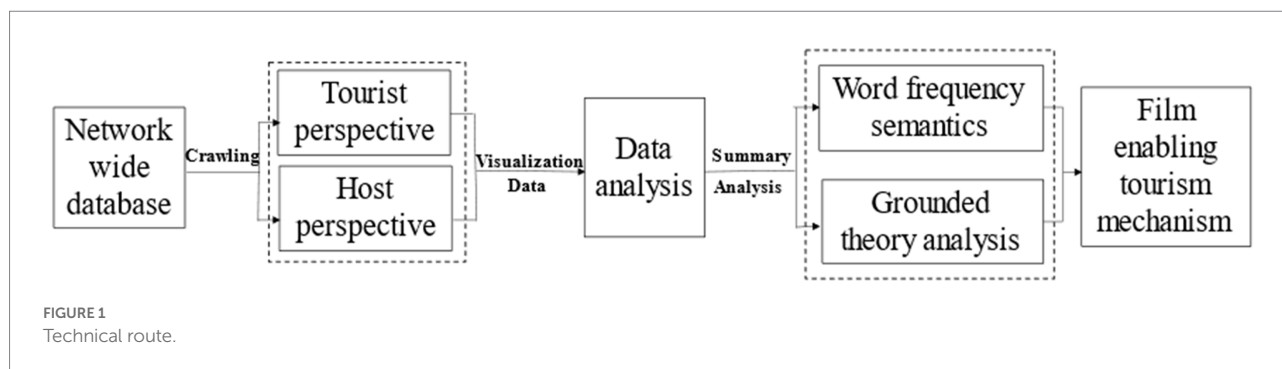 Network
wide
database
Crawling
Tourist
perspective
Host
perspective
Visualization
Data
Data
analysis
Summary
Analysis
Word frequency
semantics
Grounded
theory analysis
Film
enabling
tourism
mechanism
FIGURE 1
Technical route.